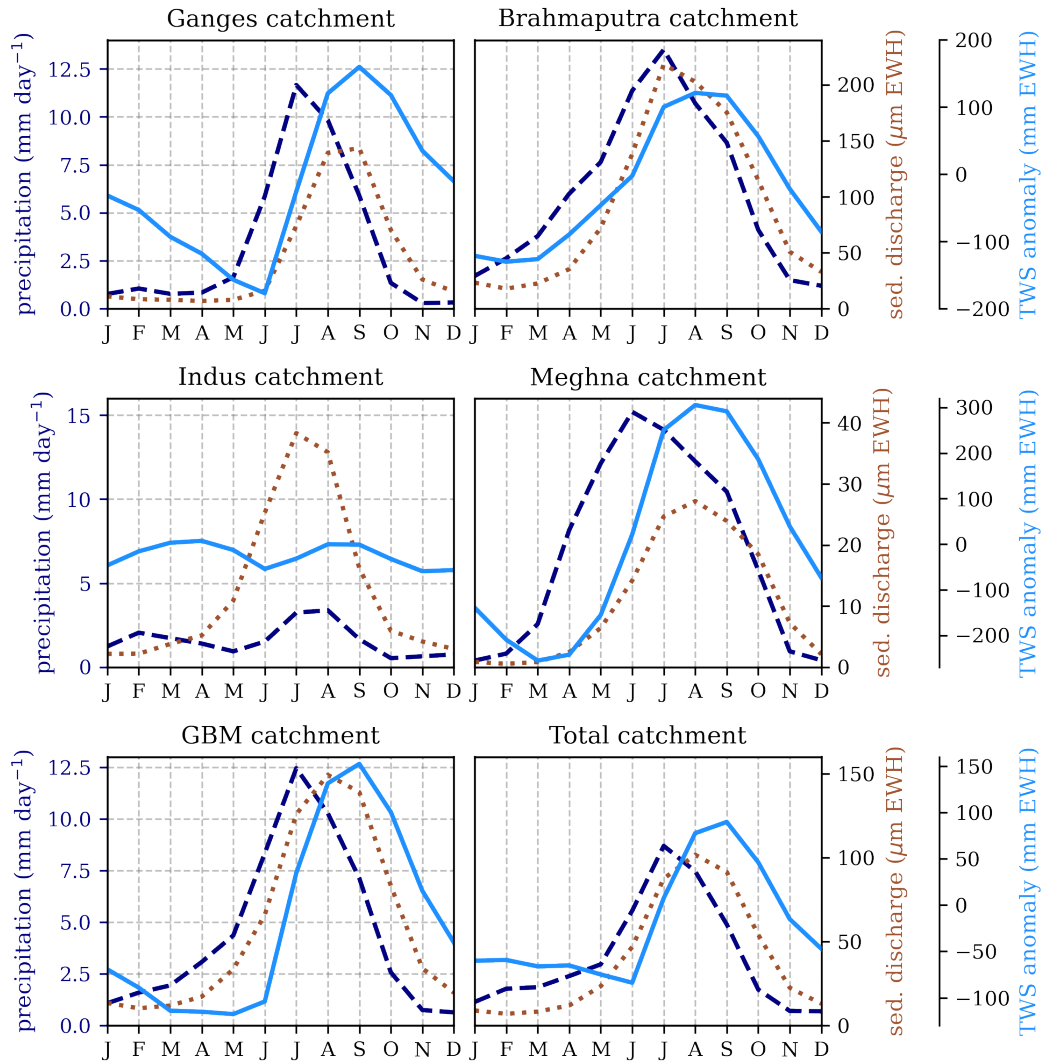 Ganges catchment
Brahmaputra catchment
precipitation (mm day⁻¹)
12.5
10.0
7.5
5.0
2.5
0.0
J F M A M J J A S O N D
J F M A M J J A S O N D
200
150
100
50
0
sed. discharge (μm EWH)
200
100
0
−100
−200
TWS anomaly (mm EWH)
Indus catchment
Meghna catchment
precipitation (mm day⁻¹)
15
10
5
0
J F M A M J J A S O N D
J F M A M J J A S O N D
40
30
20
10
0
sed. discharge (μm EWH)
300
200
100
0
−100
−200
TWS anomaly (mm EWH)
GBM catchment
Total catchment
precipitation (mm day⁻¹)
12.5
10.0
7.5
5.0
2.5
0.0
J F M A M J J A S O N D
J F M A M J J A S O N D
150
100
50
0
sed. discharge (μm EWH)
150
100
50
0
−50
−100
TWS anomaly (mm EWH)